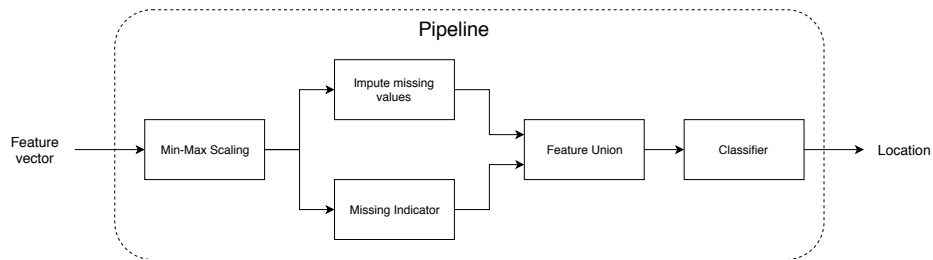 Pipeline
Feature
vector
Min-Max Scaling
Impute missing
values
Missing Indicator
Feature Union
Classifier
Location